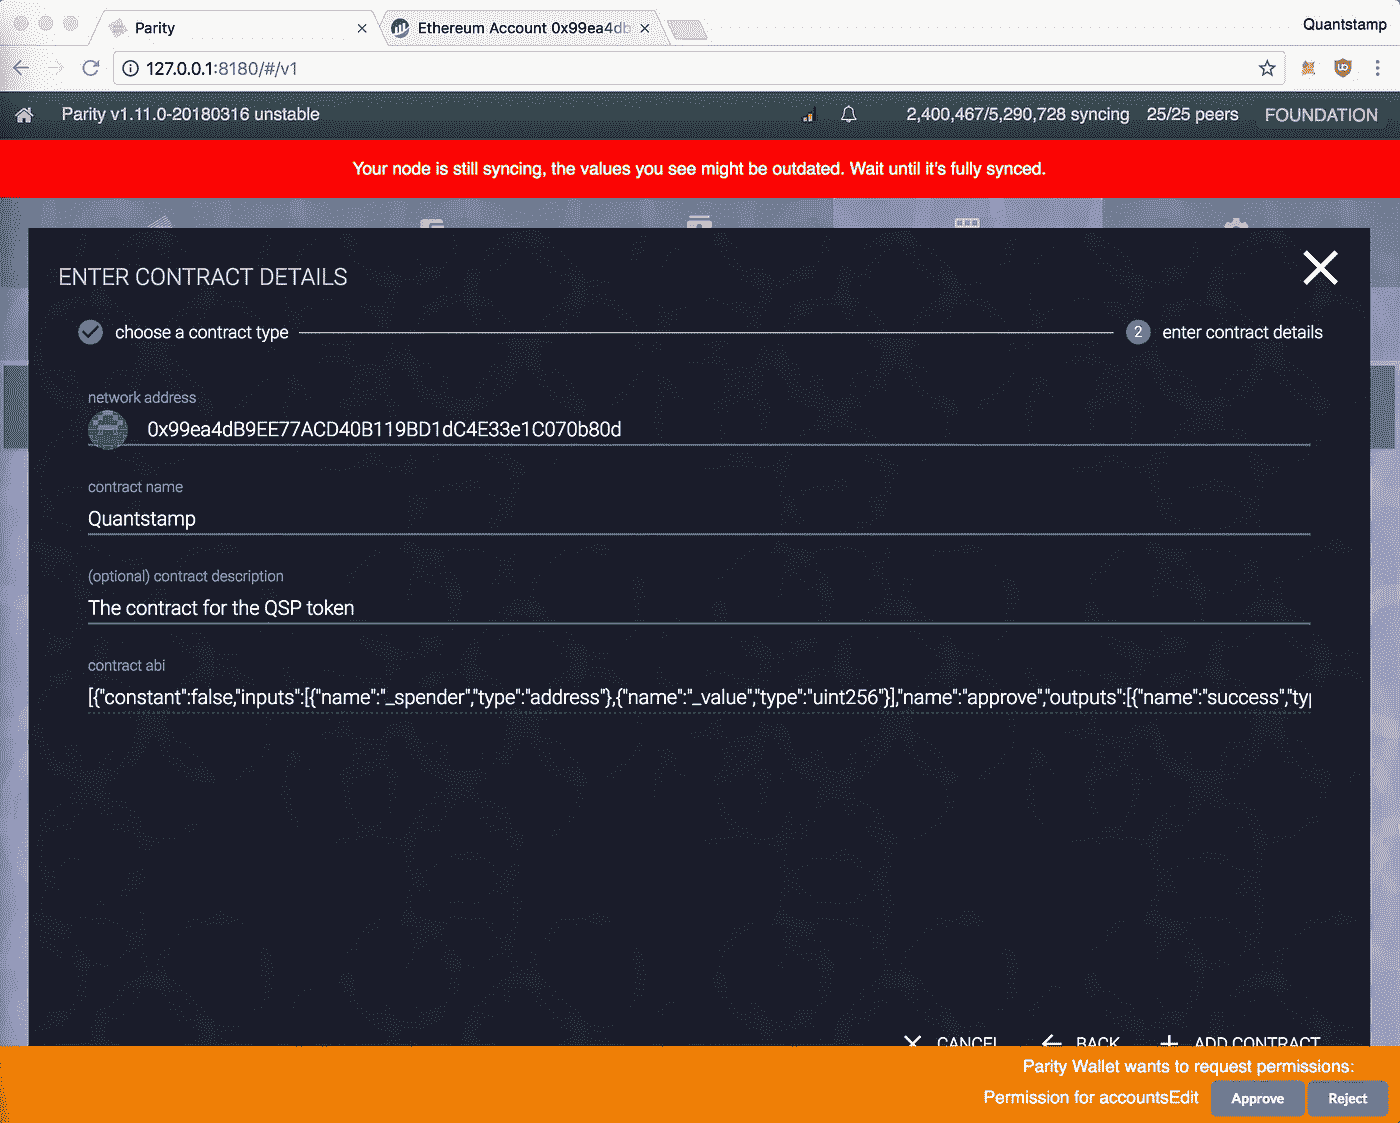 Parity
Ethereum Account 0x99ea4db
Quantstamp
127.0.0.1:8180/#/v1
Parity v1.11.0-20180316 unstable
2,400,467/5,290,728 syncing 25/25 peers FOUNDATION
Your node is still syncing, the values you see might be outdated. Wait until it's fully synced.
ENTER CONTRACT DETAILS
choose a contract type
2 enter contract details
network address
0x99ea4dB9EE77ACD40B119BD1dC4E33e1C070b80d
contract name
Quantstamp
(optional) contract description
The contract for the QSP token
contract abi
[{"constant":false,"inputs":[{"name":"_spender","type":"address"},{"name":"_value","type":"uint256"}],"name":"approve","outputs":[{"name":"success","typ
CANCEL BACK ADD CONTRACT
Parity Wallet wants to request permissions:
Permission for accountsEdit Approve Reject